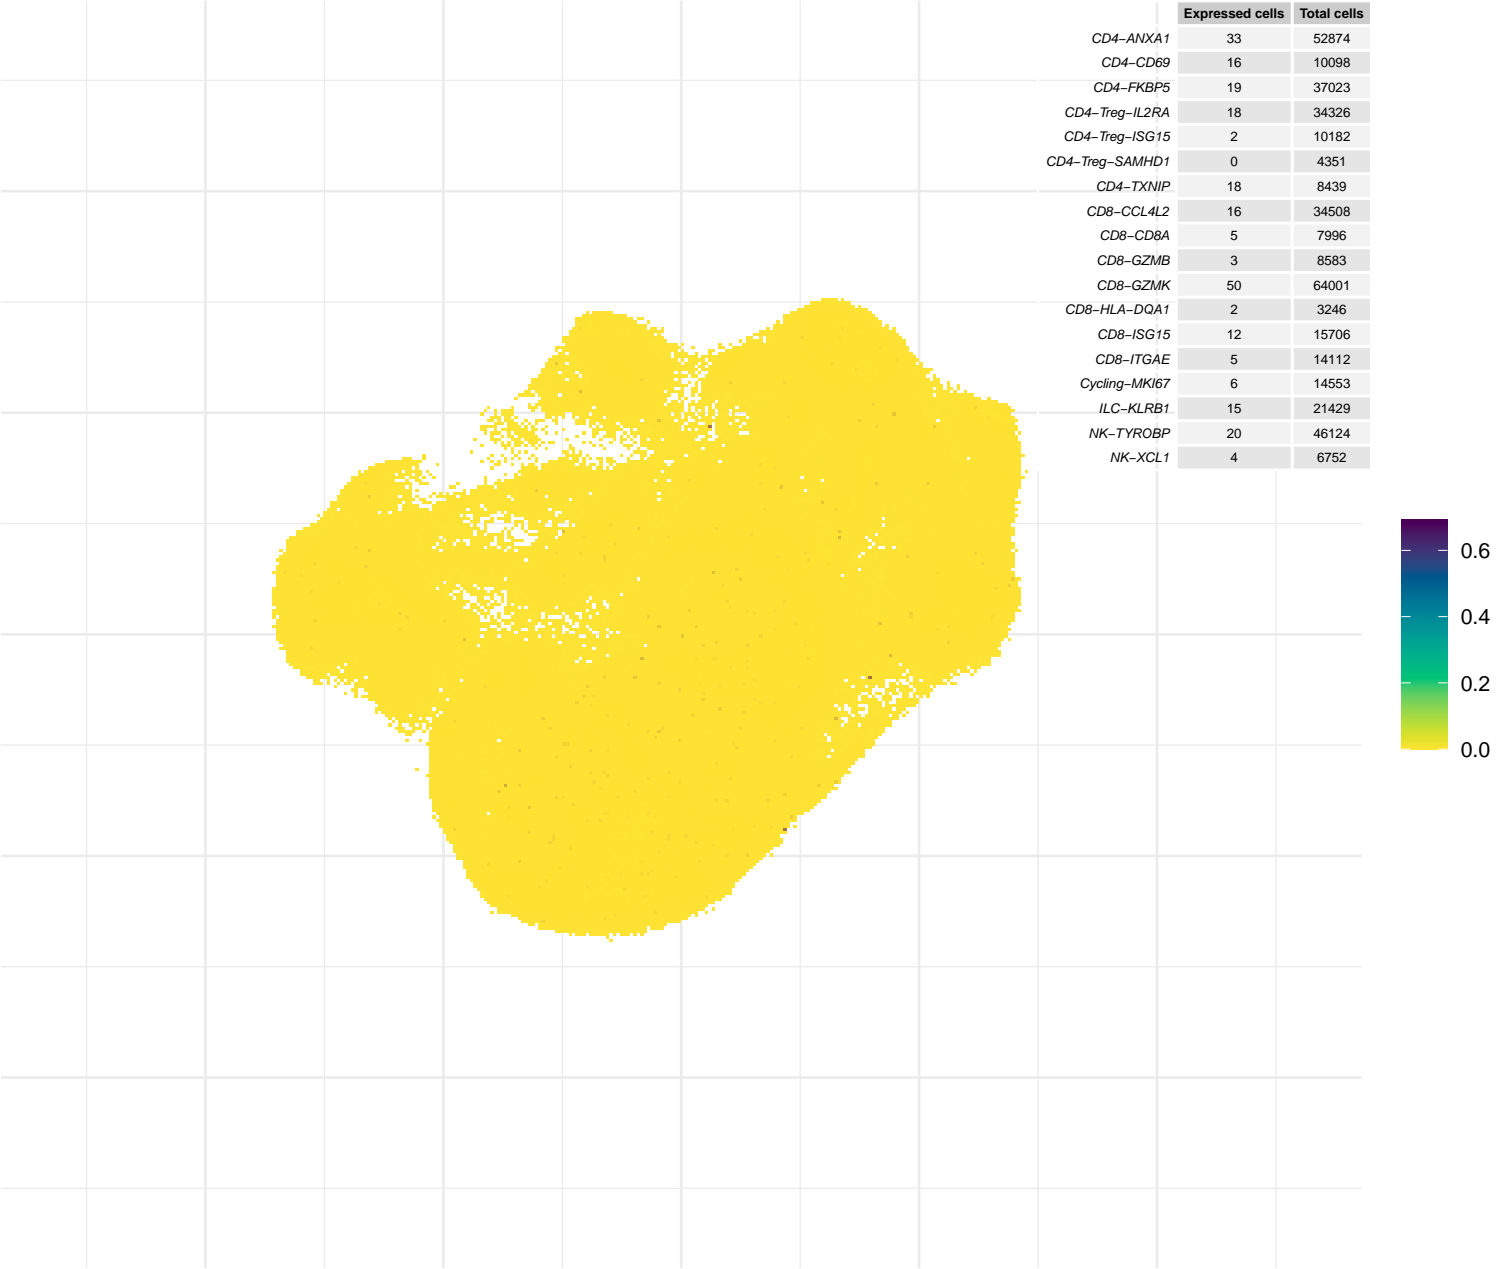 Expressed cells Total cells
CD4−ANXA1 33 52874
CD4−CD69 16 10098
CD4−FKBP5 19 37023
CD4−Treg−IL2RA 18 34326
CD4−Treg−ISG15 2 10182
CD4−Treg−SAMHD1 0 4351
CD4−TXNIP 18 8439
CD8−CCL4L2 16 34508
CD8−CD8A 5 7996
CD8−GZMB 3 8583
CD8−GZMK 50 64001
CD8−HLA−DQA1 2 3246
CD8−ISG15 12 15706
CD8−ITGAE 5 14112
Cycling−MKI67 6 14553
ILC−KLRB1 15 21429
NK−TYROBP 20 46124
NK−XCL1 4 6752
0.6
0.4
0.2
0.0